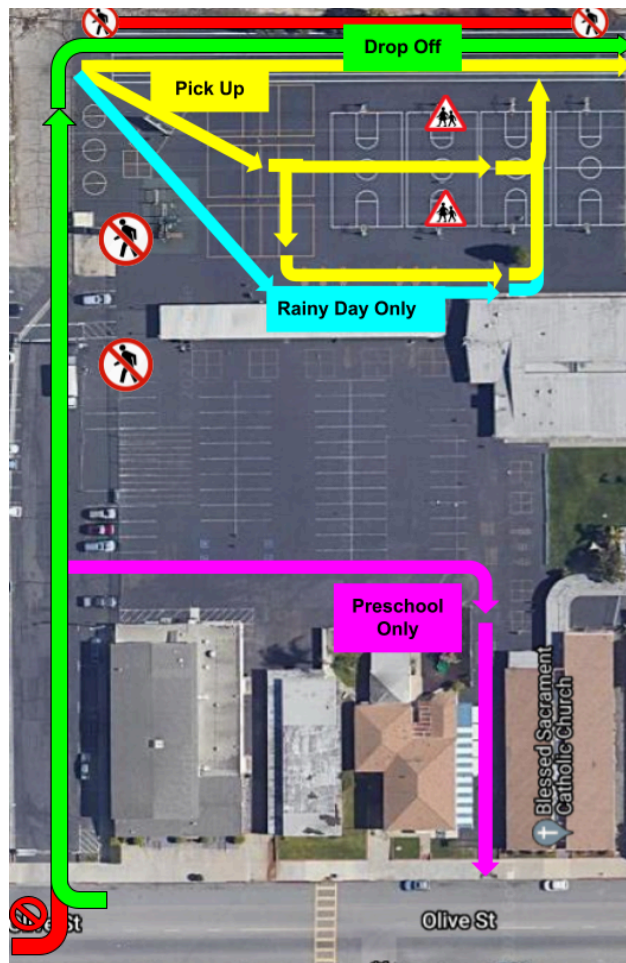 Drop Off
Pick Up
Rainy Day Only
Preschool
Only
Blessed Sacrament
Catholic Church
Olive St